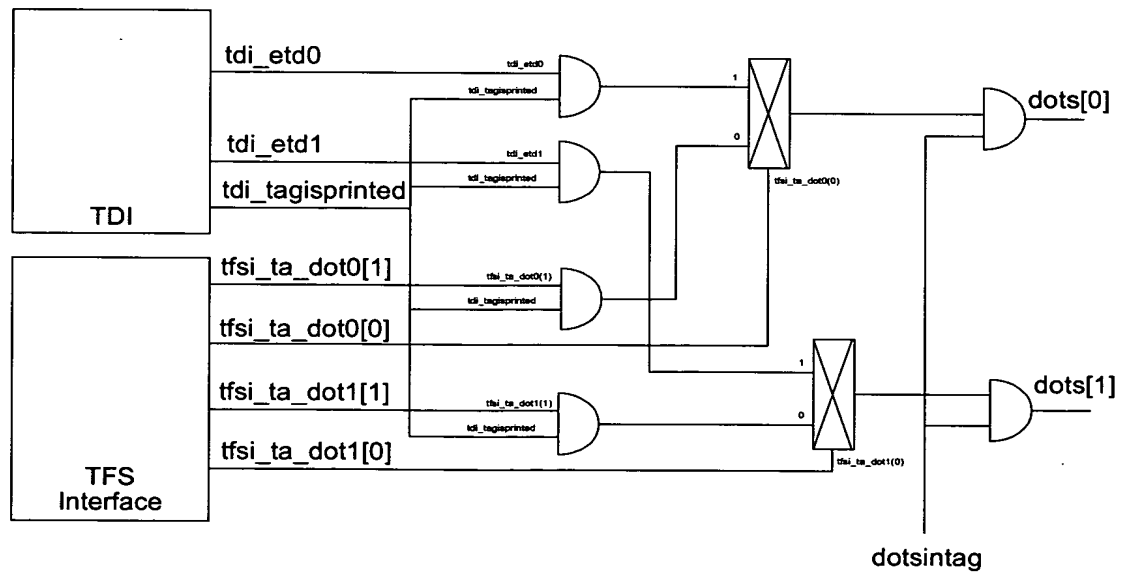 tdi_etd0
tdi_etd0
tdi_tagisprinted
1
dots[0]
tdi_etd1
tdi_etd1
0
tdi_tagisprinted
tfsi_ta_dot0(0)
tdi_tagisprinted
TDI
tfsi_ta_dot0[1]
tfsi_ta_dot0(1)
tdi_tagisprinted
tfsi_ta_dot0[0]
1
tfsi_ta_dot1[1]
tfsi_ta_dot1(1)
0
dots[1]
tdi_tagisprinted
tfsi_ta_dot1[0]
tfsi_ta_dot1(0)
TFS
Interface
dotsintag